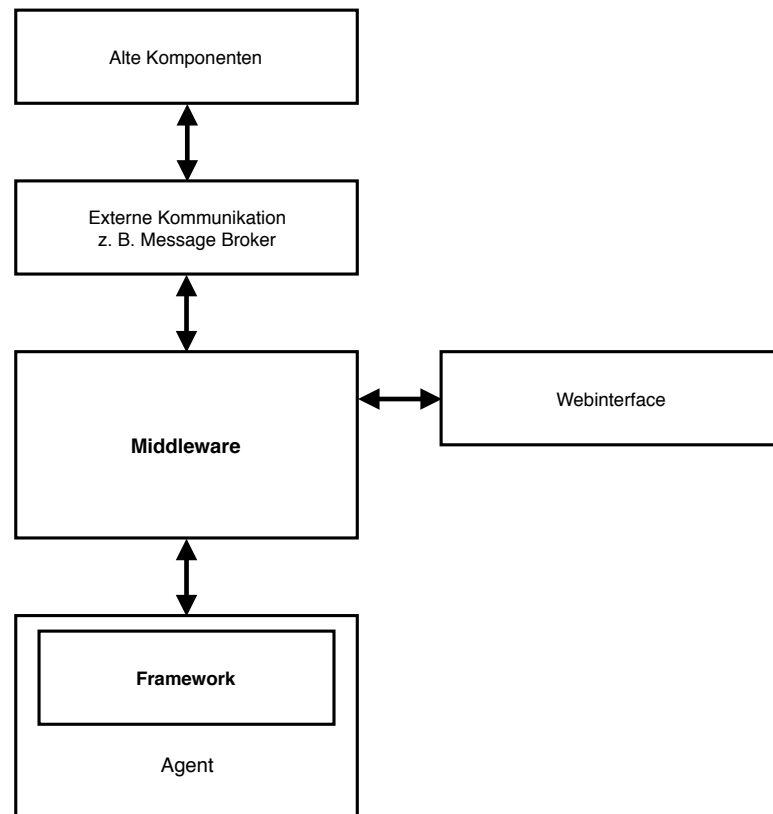 Alte Komponenten
Externe Kommunikation
z. B. Message Broker
Middleware
Webinterface
Framework
Agent